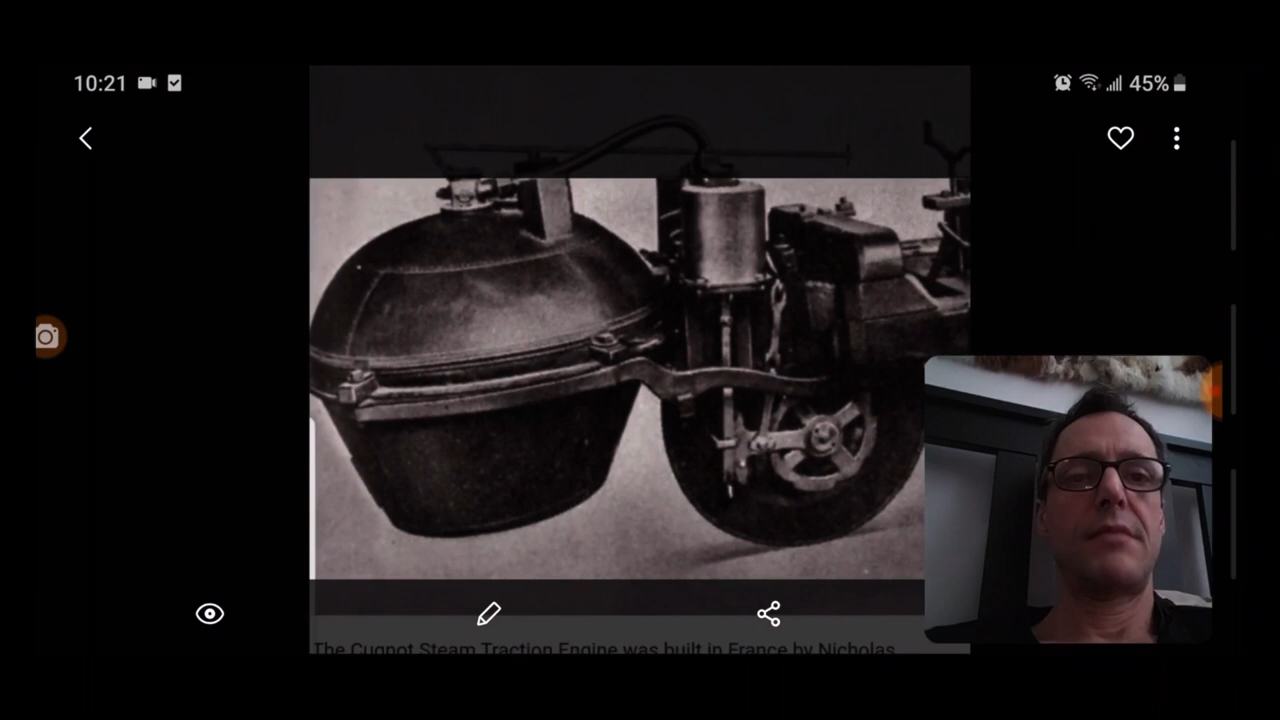 10:21
45%
The Cugnot Steam Traction Engine was built in France by Nicholas